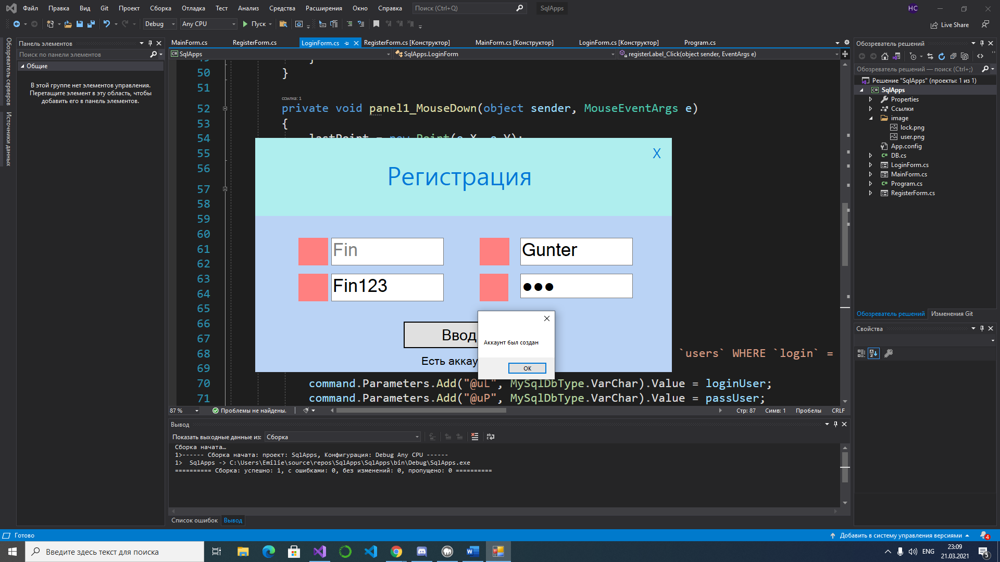 Файл Правка Вид Git Проект Сборка Отладка Тест Анализ Средства Расширения Окно Справка Поиск (Ctrl+Q) SqlApps НС
Debug Any CPU Пуск Live Share
Обозреватель серверов
Источники данных
Панель элементов
Поиск по панели элементов
Общие
В этой группе нет элементов управления.
Перетащите элемент в эту область, чтобы
добавить его в панель элементов.
MainForm.cs RegisterForm.cs LoginForm.cs RegisterForm.cs [Конструктор] MainForm.cs [Конструктор] LoginForm.cs [Конструктор] Program.cs
SqlApps SqlApps.LoginForm registerLabel_Click(object sender, EventArgs e)
50 }
51
ссылка: 1
52 private void panel1_MouseDown(object sender, MouseEventArgs e)
53 {
54 lastPoint = new Point(e.X, e.Y);
55
56
57
58
59
60
61
62
63
64
65
66
67
68 `users` WHERE `login` =
69
70 command.Parameters.Add("@uL", MySqlDbType.VarChar).Value = loginUser;
71 command.Parameters.Add("@uP", MySqlDbType.VarChar).Value = passUser;
X
Регистрация
Fin Gunter
Fin123 ●●●
Ввод
Есть аккау
Аккаунт был создан
OK
87 % Проблемы не найдены. Стр: 87 Симв: 1 Пробелы CRLF
Вывод
Показать выходные данные из: Сборка
Сборка начата…
1>------ Сборка начата: проект: SqlApps, Конфигурация: Debug Any CPU ------
1> SqlApps -> C:\Users\Emilie\source\repos\SqlApps\SqlApps\bin\Debug\SqlApps.exe
========== Сборка: успешно: 1, с ошибками: 0, без изменений: 0, пропущено: 0 ==========
Список ошибок Вывод
Обозреватель решений
Обозреватель решений — поиск (Ctrl+;)
Решение "SqlApps" (проекты: 1 из 1)
SqlApps
Properties
Ссылки
image
lock.png
user.png
App.config
DB.cs
LoginForm.cs
MainForm.cs
Program.cs
RegisterForm.cs
Обозреватель решений Изменения Git
Свойства
Готово Добавить в систему управления версиями 4
Введите здесь текст для поиска ENG 23:09
21.03.2021 5